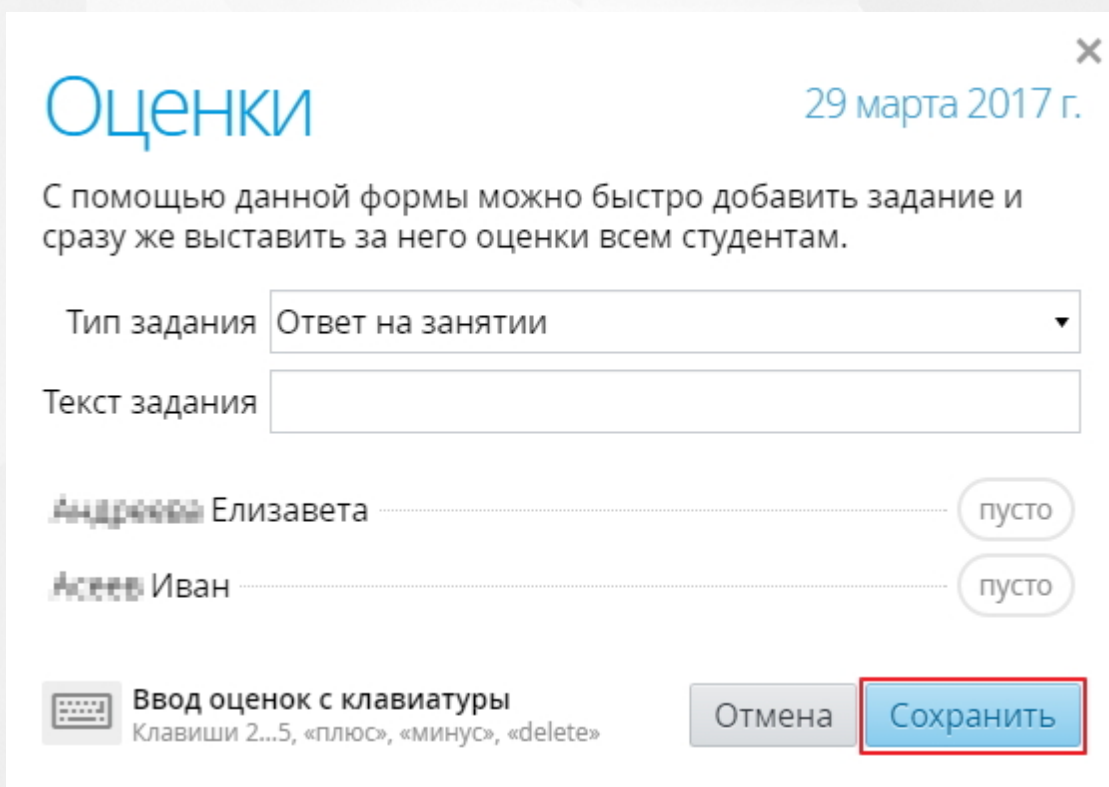 Оценки
29 марта 2017 г.
С помощью данной формы можно быстро добавить задание и
сразу же выставить за него оценки всем студентам.
Тип задания Ответ на занятии
Текст задания
Елизавета пусто
Иван пусто
Ввод оценок с клавиатуры
Клавиши 2...5, «плюс», «минус», «delete»
Отмена Сохранить